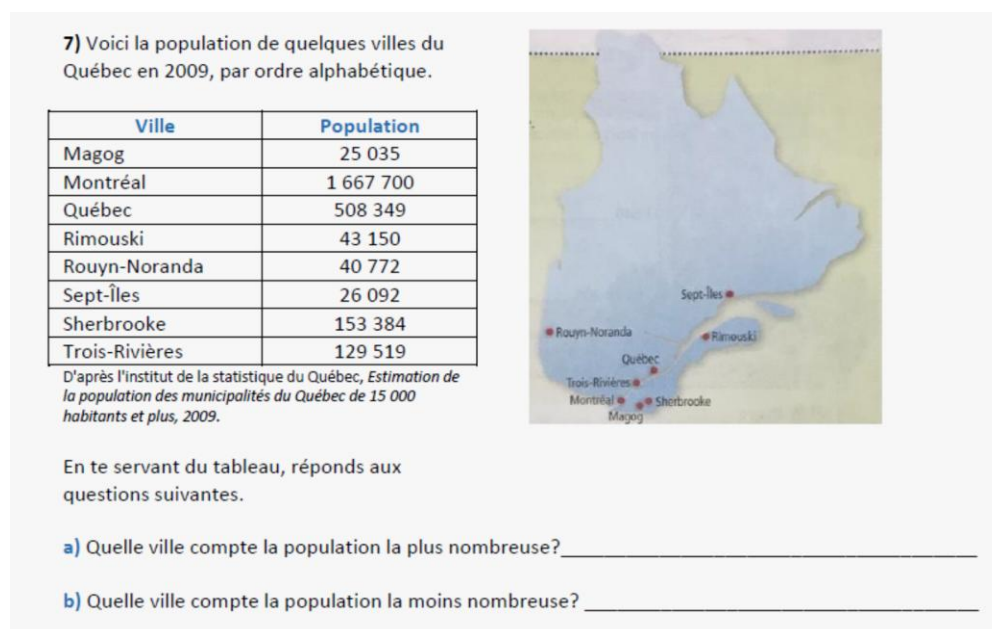 7) Voici la population de quelques villes du
Québec en 2009, par ordre alphabétique.
Ville Population
Magog 25 035
Montréal 1 667 700
Québec 508 349
Rimouski 43 150
Rouyn-Noranda 40 772
Sept-Îles 26 092
Sherbrooke 153 384
Trois-Rivières 129 519
D'après l'institut de la statistique du Québec, Estimation de
la population des municipalités du Québec de 15 000
habitants et plus, 2009.
Sept-Îles
Rouyn-Noranda
Rimouski
Québec
Trois-Rivières
Montréal
Sherbrooke
Magog
En te servant du tableau, réponds aux
questions suivantes.
a) Quelle ville compte la population la plus nombreuse?
b) Quelle ville compte la population la moins nombreuse?